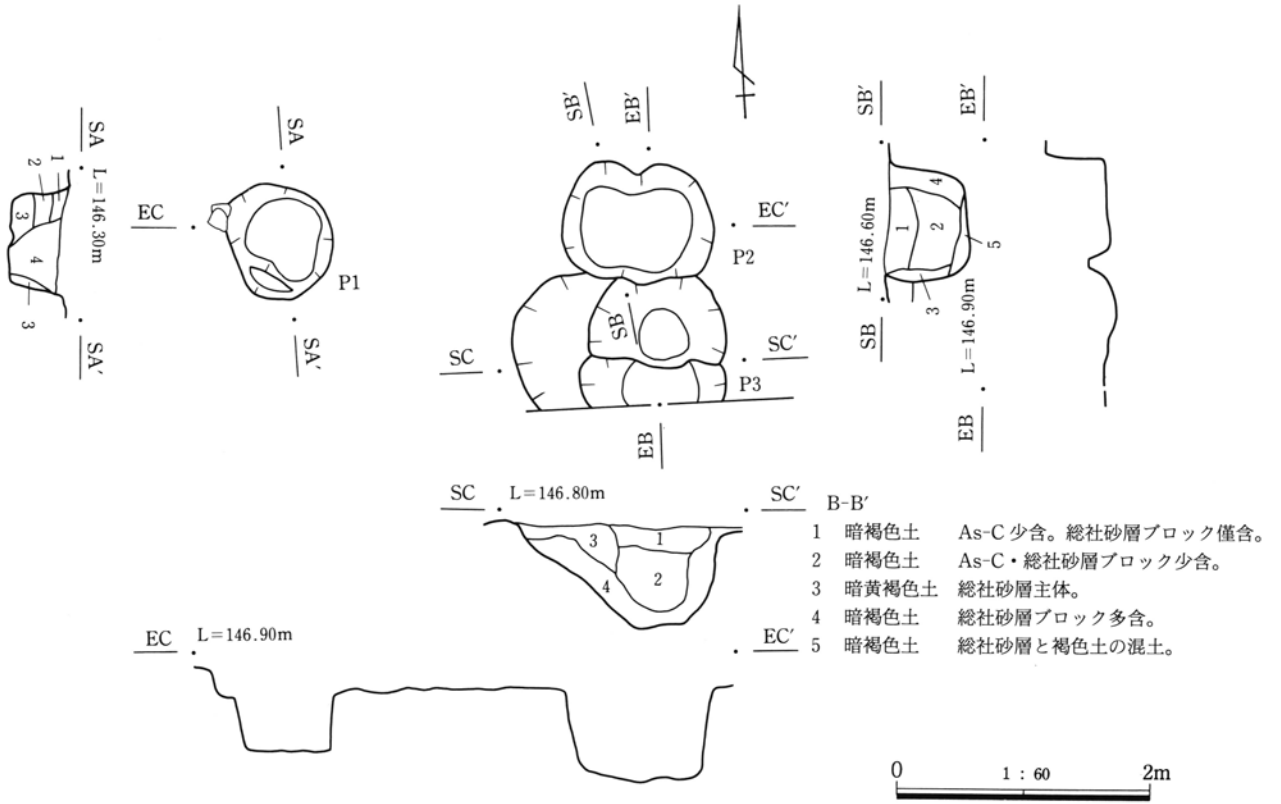 SA
1
2
3
4
3
L=146.30m
SA′
SA
EC
P1
SA′
SB′
EB′
EC′
P2
SB
SC
SC′
P3
EB
SB′
EB′
L=146.60m
4
1
2
5
3
SB
L=146.90m
EB
SC
L=146.80m
SC′
3
1
2
4
EC
L=146.90m
EC′
B-B′
1 暗褐色土 As-C 少含。総社砂層ブロック僅含。
2 暗褐色土 As-C・総社砂層ブロック少含。
3 暗黄褐色土 総社砂層主体。
4 暗褐色土 総社砂層ブロック多含。
5 暗褐色土 総社砂層と褐色土の混土。
0 1 : 60 2m